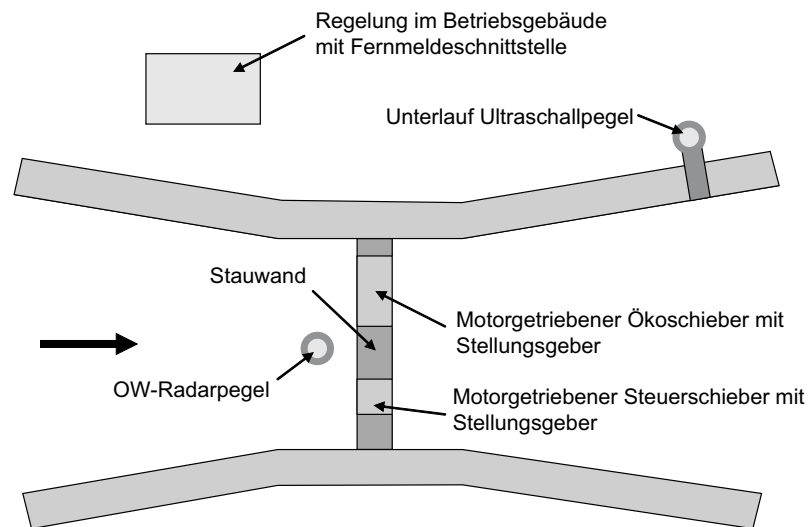 Regelung im Betriebsgebäude
mit Fernmeldeschnittstelle
Unterlauf Ultraschallpegel
Stauwand
Motorgetriebener Ökoschieber mit
Stellungsgeber
OW-Radarpegel
Motorgetriebener Steuerschieber mit
Stellungsgeber